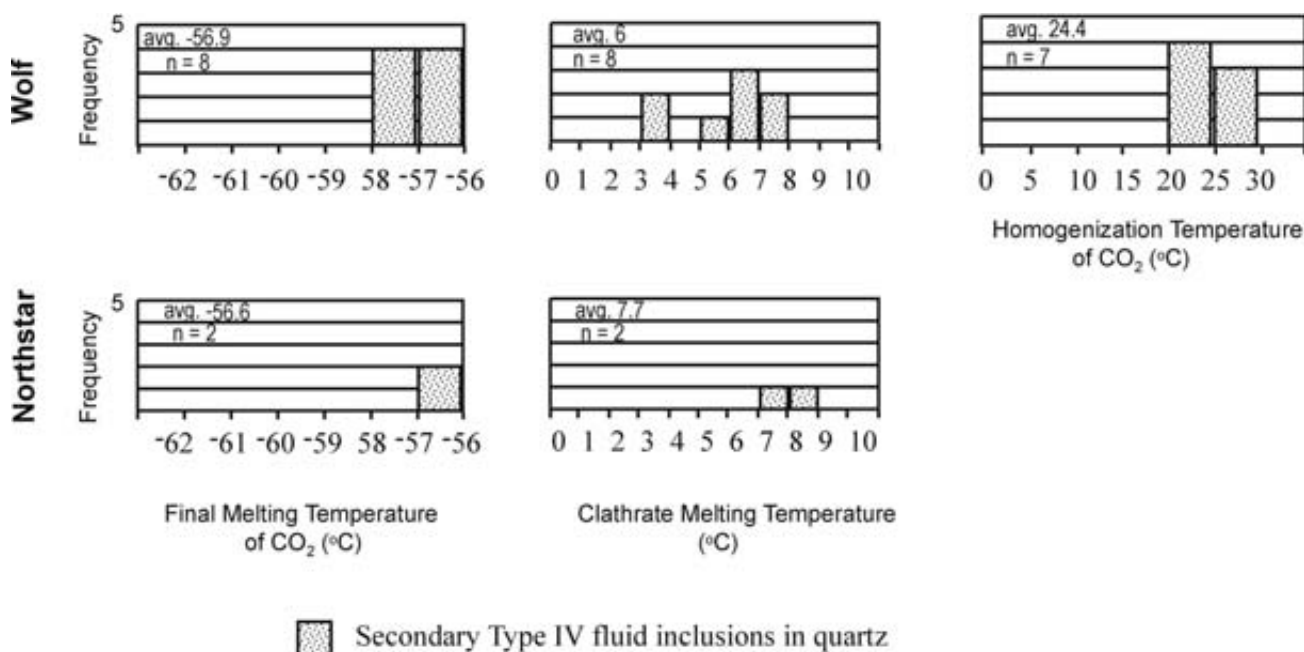 Wolf
Frequency
5
avg. -56.9
n = 8
-62 -61 -60 -59 58 -57 -56
avg. 6
n = 8
0 1 2 3 4 5 6 7 8 9 10
avg. 24.4
n = 7
0 5 10 15 20 25 30
Homogenization Temperature
of CO₂ (°C)
Northstar
Frequency
5
avg. -56.6
n = 2
-62 -61 -60 -59 58 -57 -56
avg. 7.7
n = 2
0 1 2 3 4 5 6 7 8 9 10
Final Melting Temperature
of CO₂ (°C)
Clathrate Melting Temperature
(°C)
Secondary Type IV fluid inclusions in quartz